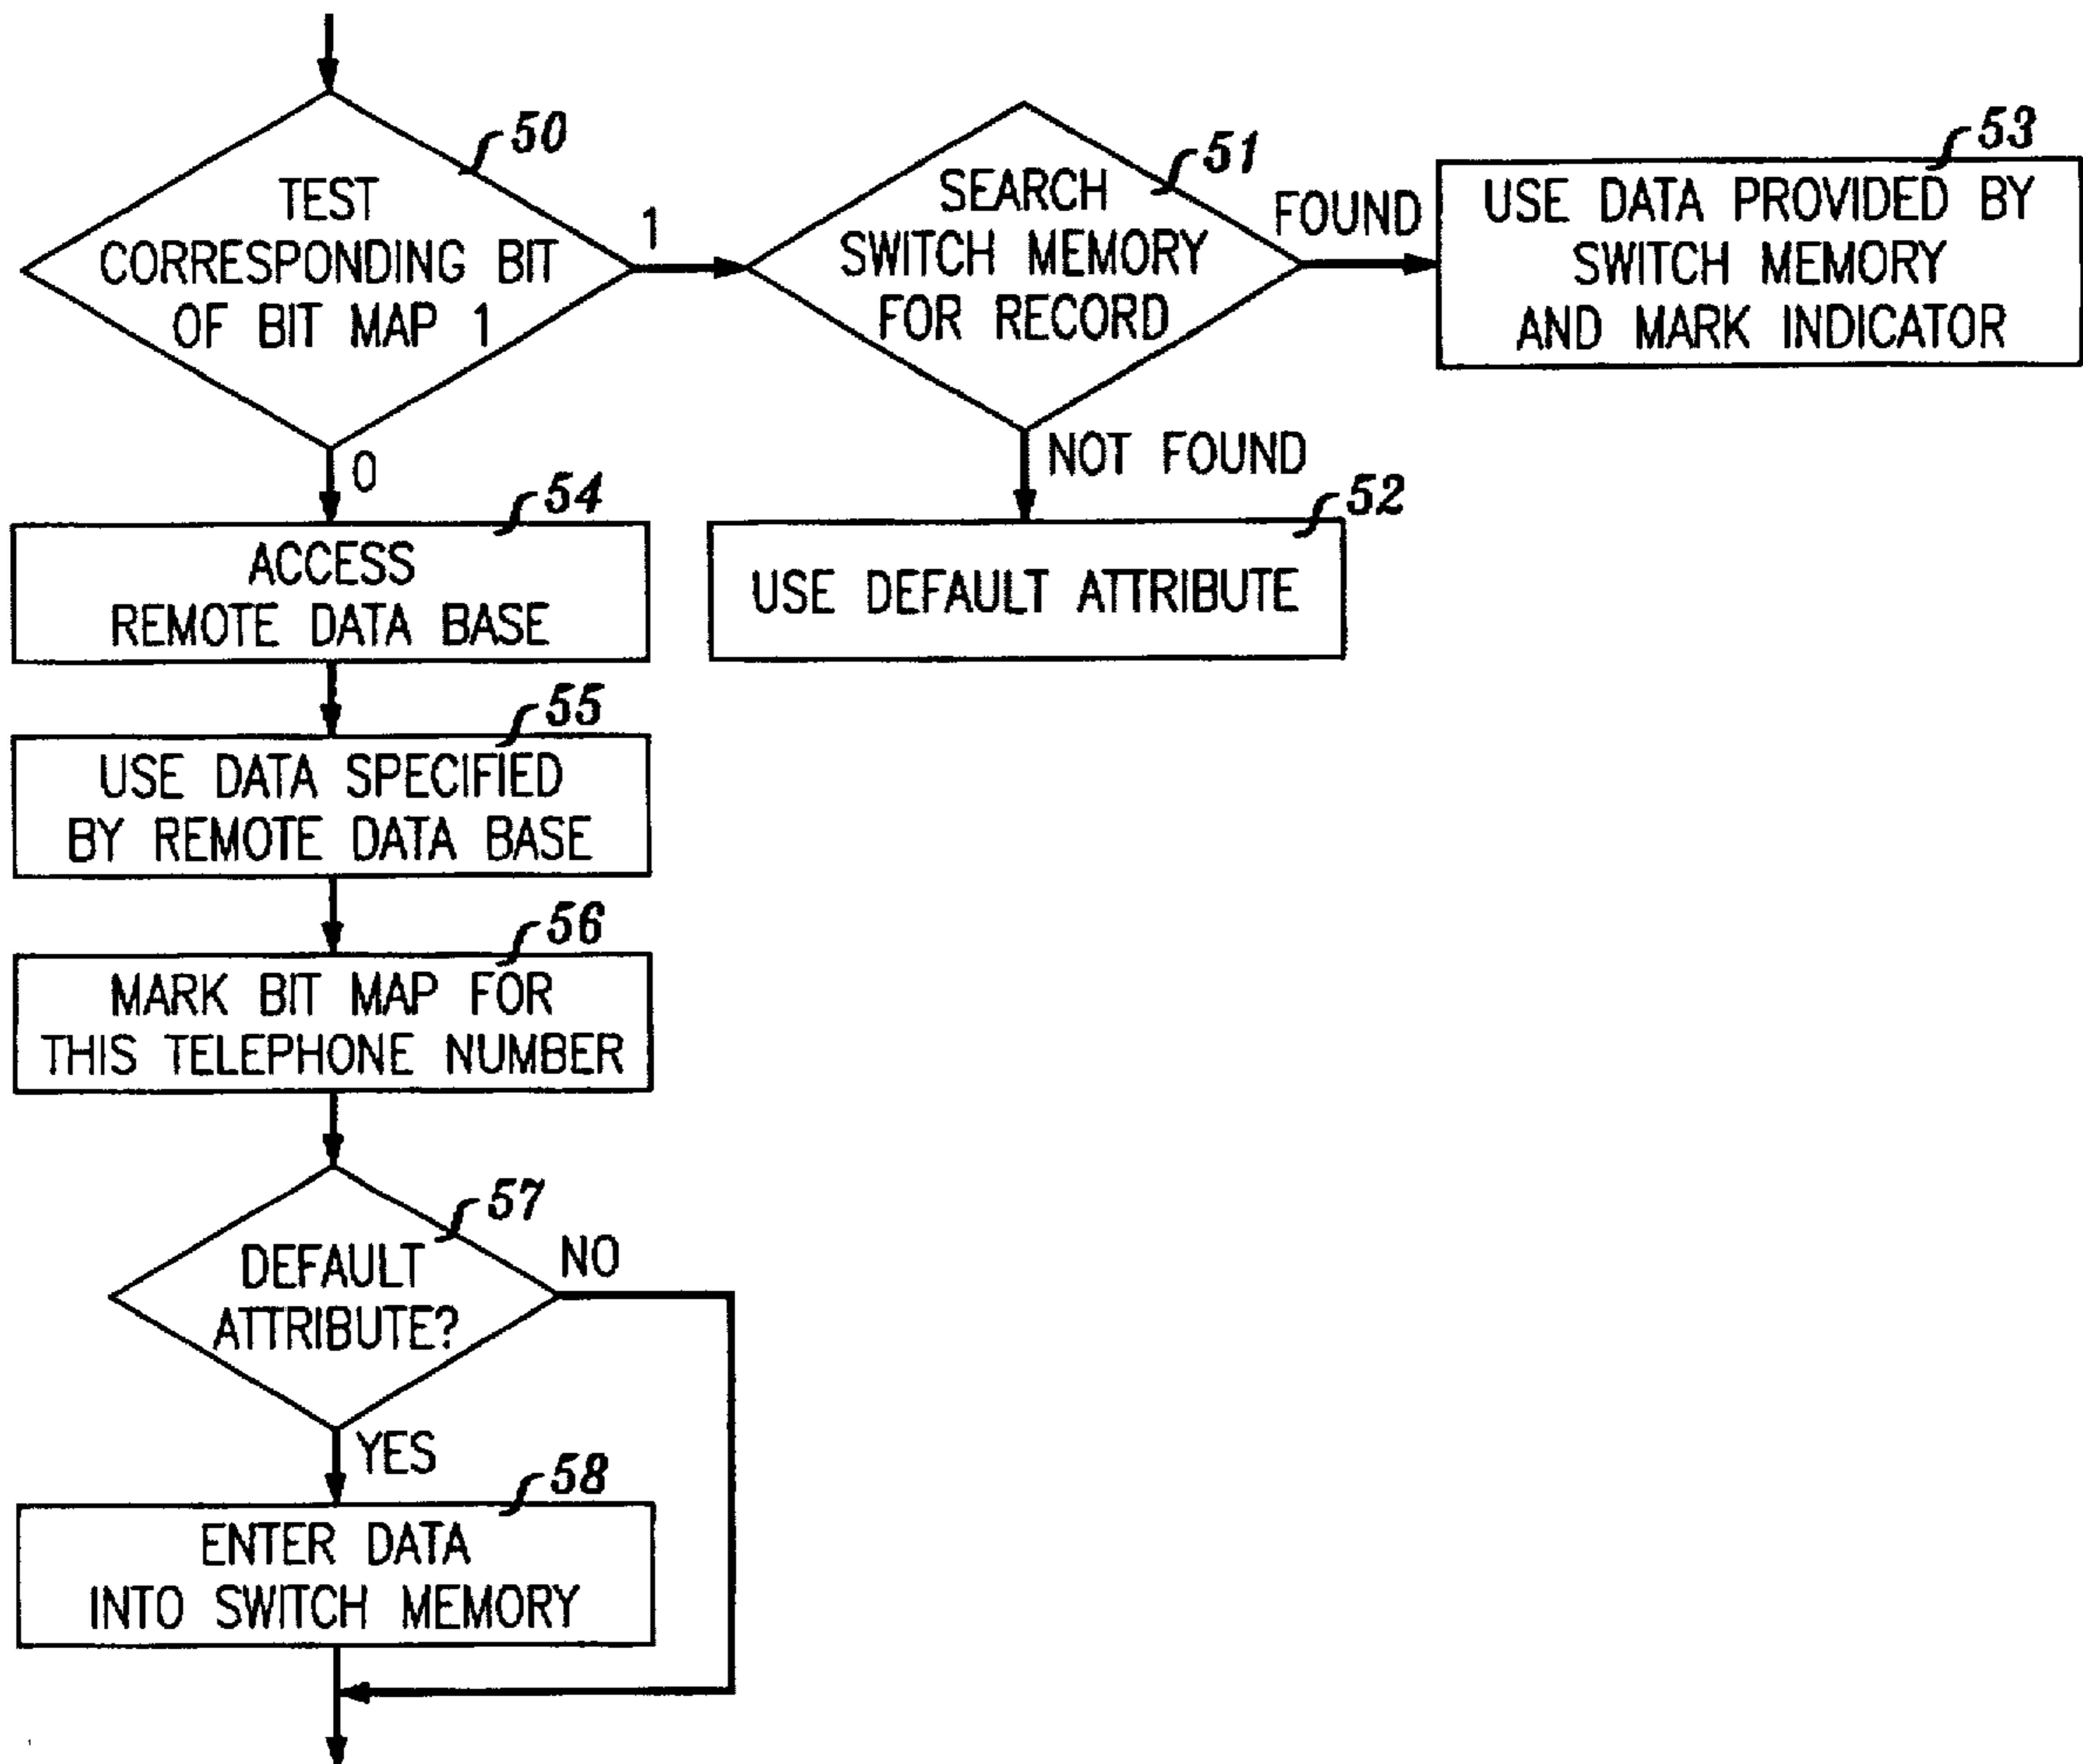 50
TEST
CORRESPONDING BIT
OF BIT MAP 1
1
0
51
SEARCH
SWITCH MEMORY
FOR RECORD
FOUND
NOT FOUND
53
USE DATA PROVIDED BY
SWITCH MEMORY
AND MARK INDICATOR
52
USE DEFAULT ATTRIBUTE
54
ACCESS
REMOTE DATA BASE
55
USE DATA SPECIFIED
BY REMOTE DATA BASE
56
MARK BIT MAP FOR
THIS TELEPHONE NUMBER
57
DEFAULT
ATTRIBUTE?
NO
YES
58
ENTER DATA
INTO SWITCH MEMORY